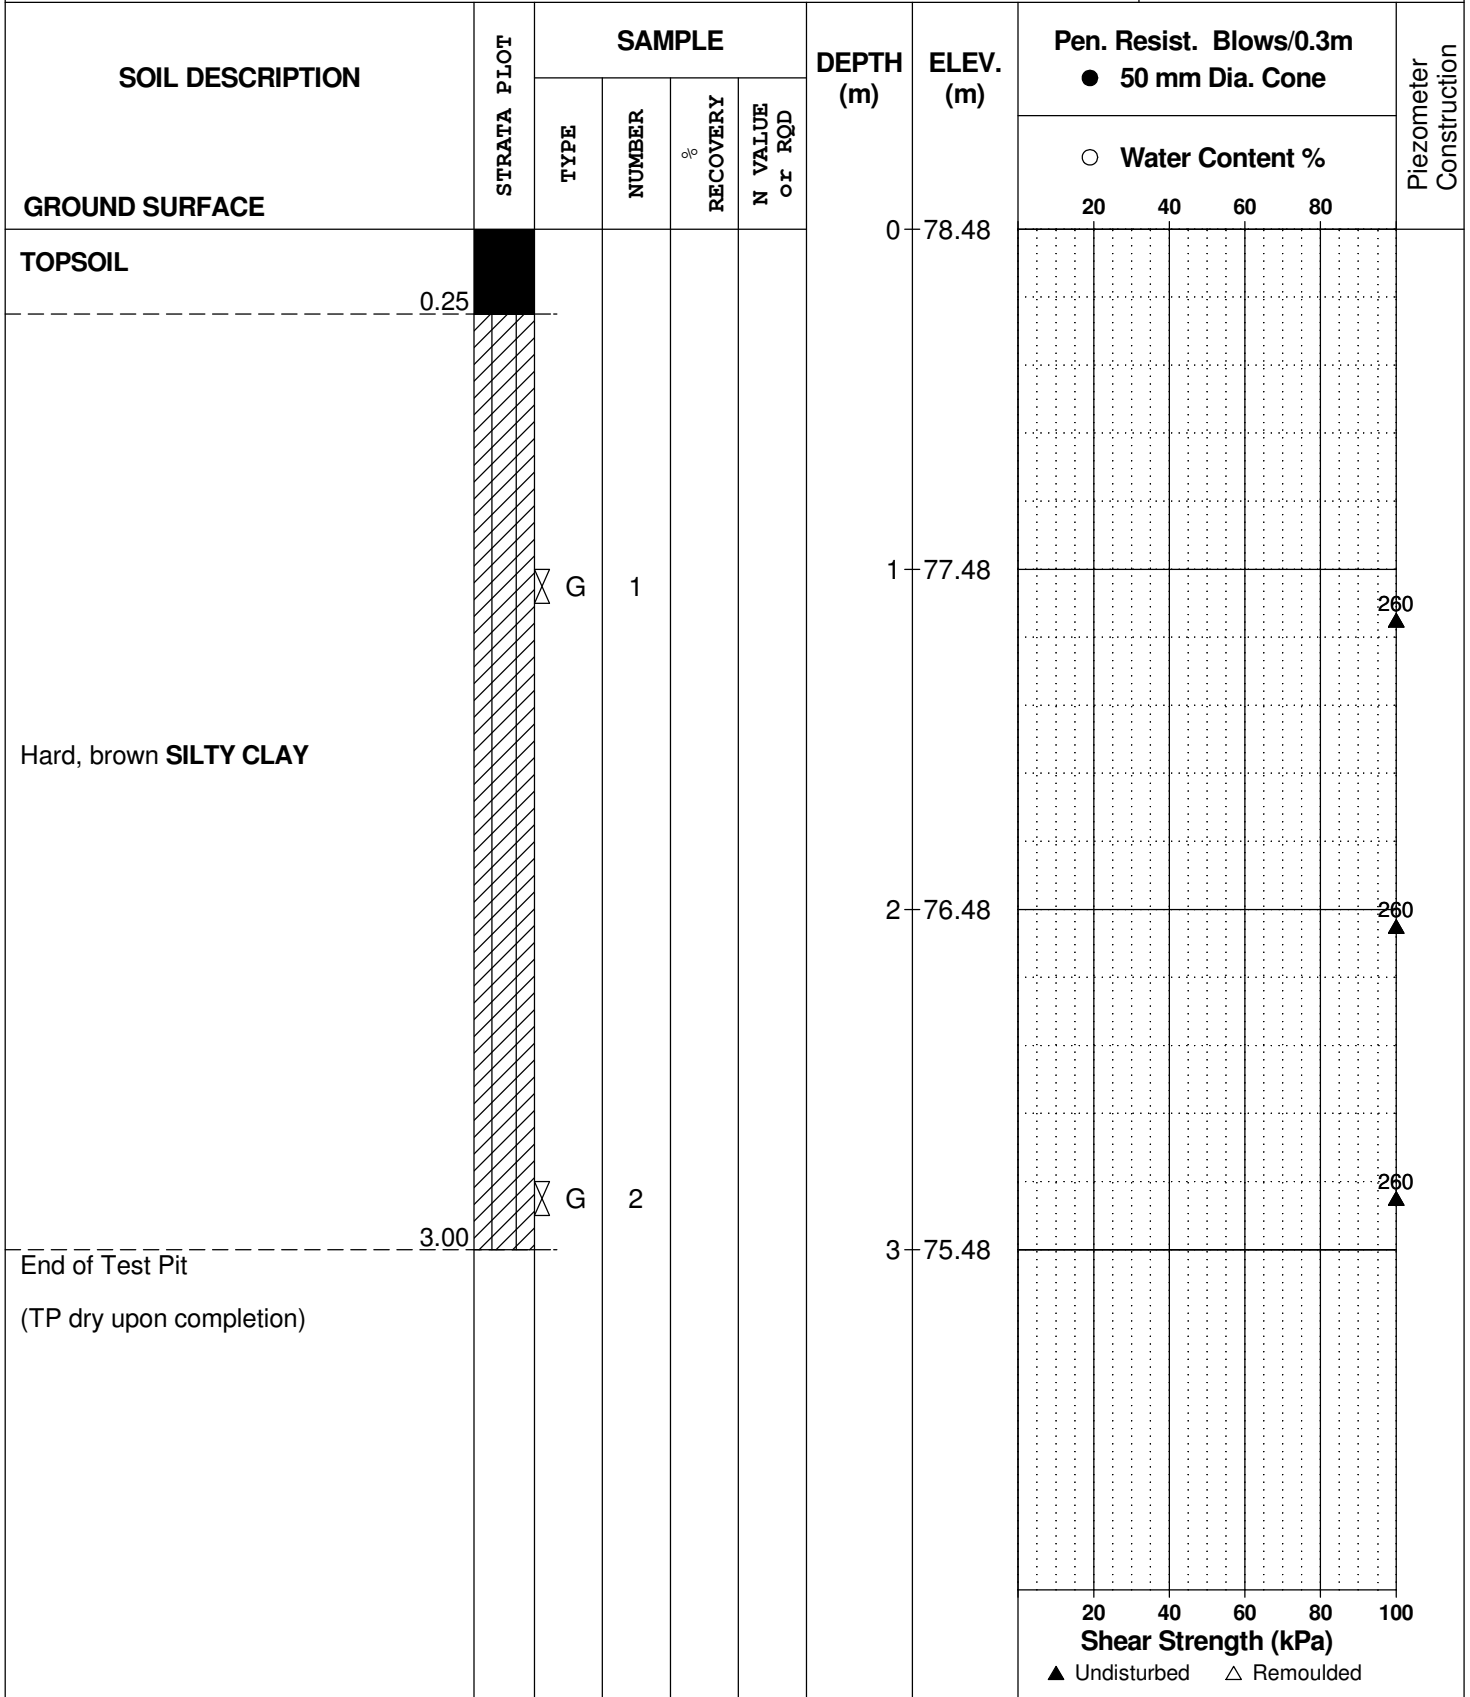 SOIL DESCRIPTION
GROUND SURFACE
STRATA PLOT
SAMPLE
TYPE
NUMBER
%
RECOVERY
N VALUE
or RQD
DEPTH
(m)
ELEV.
(m)
Pen. Resist. Blows/0.3m
● 50 mm Dia. Cone
○ Water Content %
20 40 60 80
Piezometer
Construction
0 78.48
TOPSOIL
0.25
1 77.48
G 1
260
Hard, brown SILTY CLAY
2 76.48
260
260
G 2
3.00
3 75.48
End of Test Pit
(TP dry upon completion)
20 40 60 80 100
Shear Strength (kPa)
▲ Undisturbed △ Remoulded